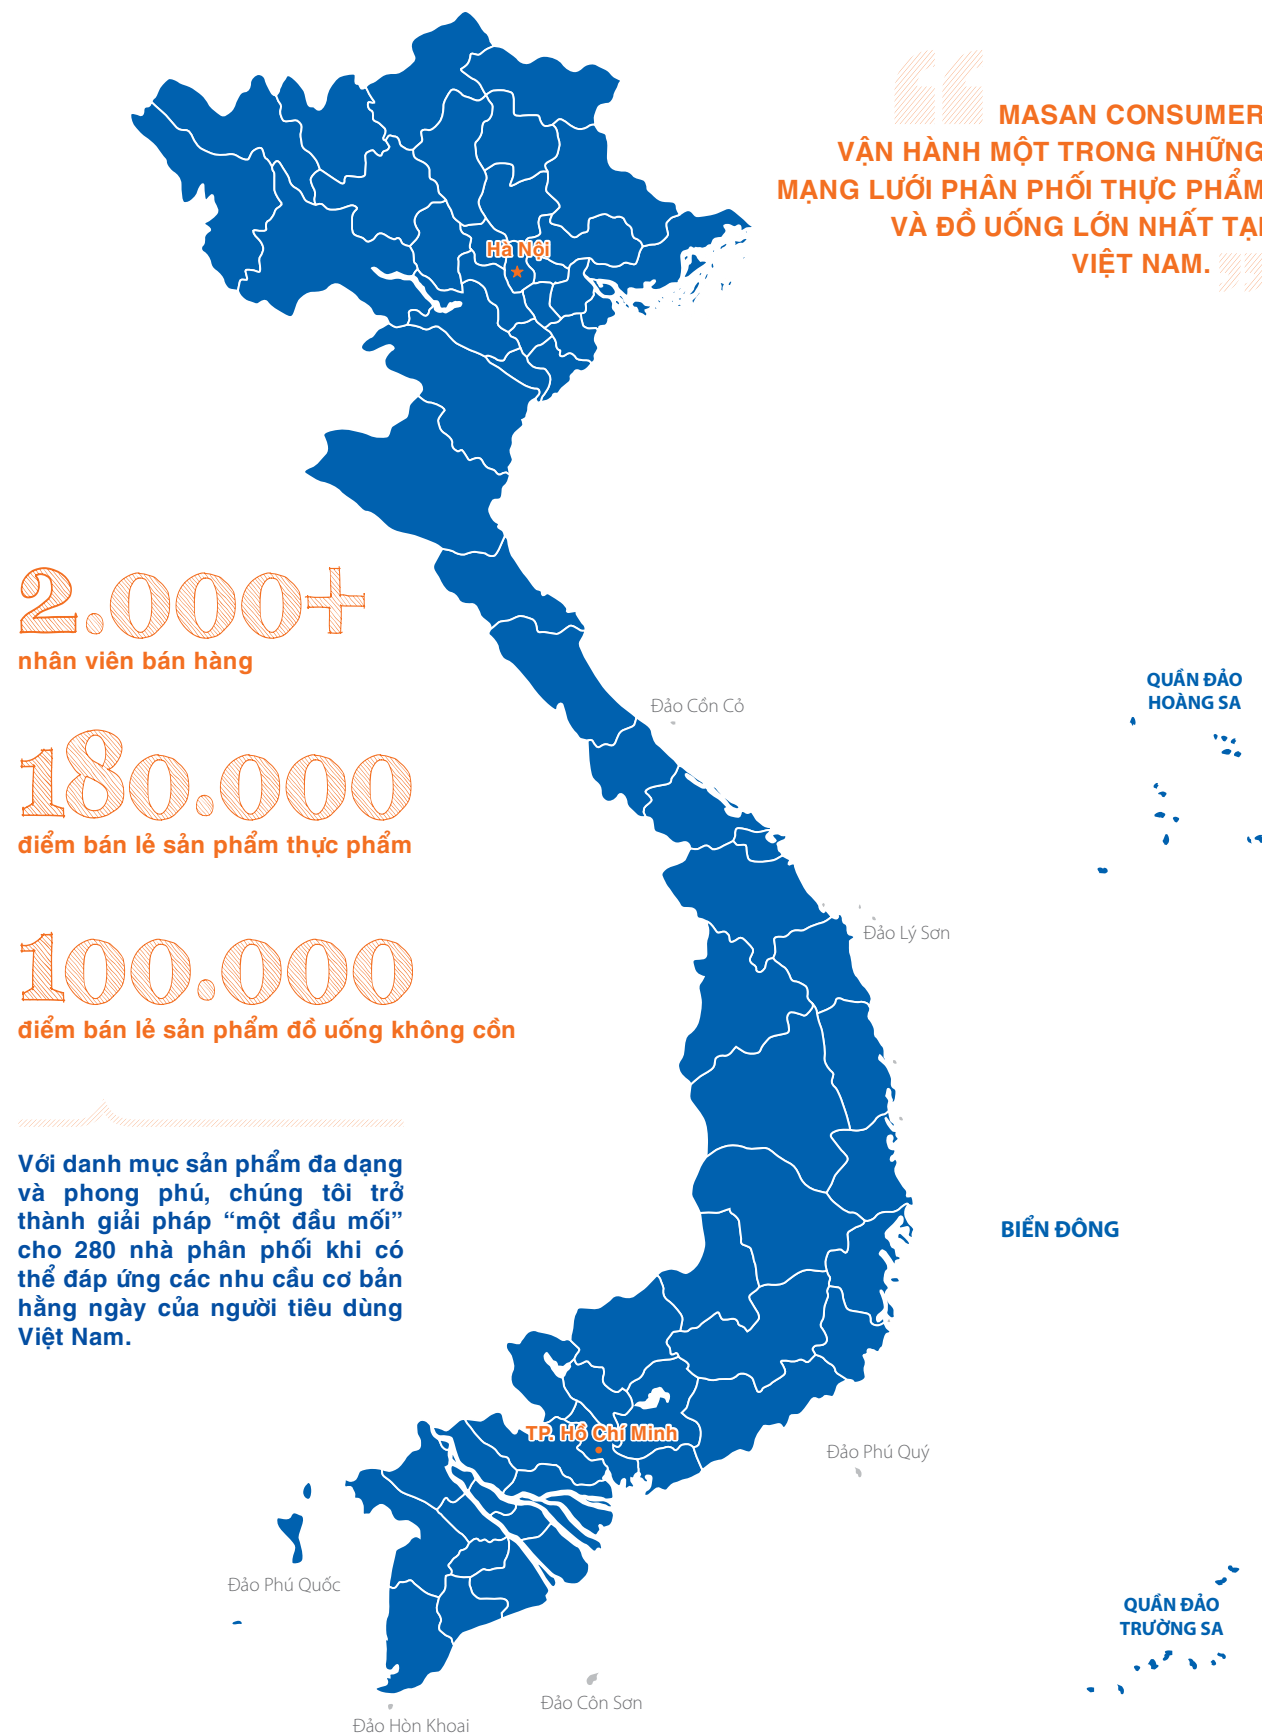 MASAN CONSUMER
VẬN HÀNH MỘT TRONG NHỮNG
MẠNG LƯỚI PHÂN PHỐI THỰC PHẨM
VÀ ĐỒ UỐNG LỚN NHẤT TẠI
VIỆT NAM.
Hà Nội
2.000+
nhân viên bán hàng
180.000
điểm bán lẻ sản phẩm thực phẩm
100.000
điểm bán lẻ sản phẩm đồ uống không cồn
Với danh mục sản phẩm đa dạng
và phong phú, chúng tôi trở
thành giải pháp “một đầu mối”
cho 280 nhà phân phối khi có
thể đáp ứng các nhu cầu cơ bản
hằng ngày của người tiêu dùng
Việt Nam.
Đảo Cồn Cỏ
QUẦN ĐẢO
HOÀNG SA
Đảo Lý Sơn
BIỂN ĐÔNG
TP. Hồ Chí Minh
Đảo Phú Quý
Đảo Phú Quốc
QUẦN ĐẢO
TRƯỜNG SA
Đảo Côn Sơn
Đảo Hòn Khoai